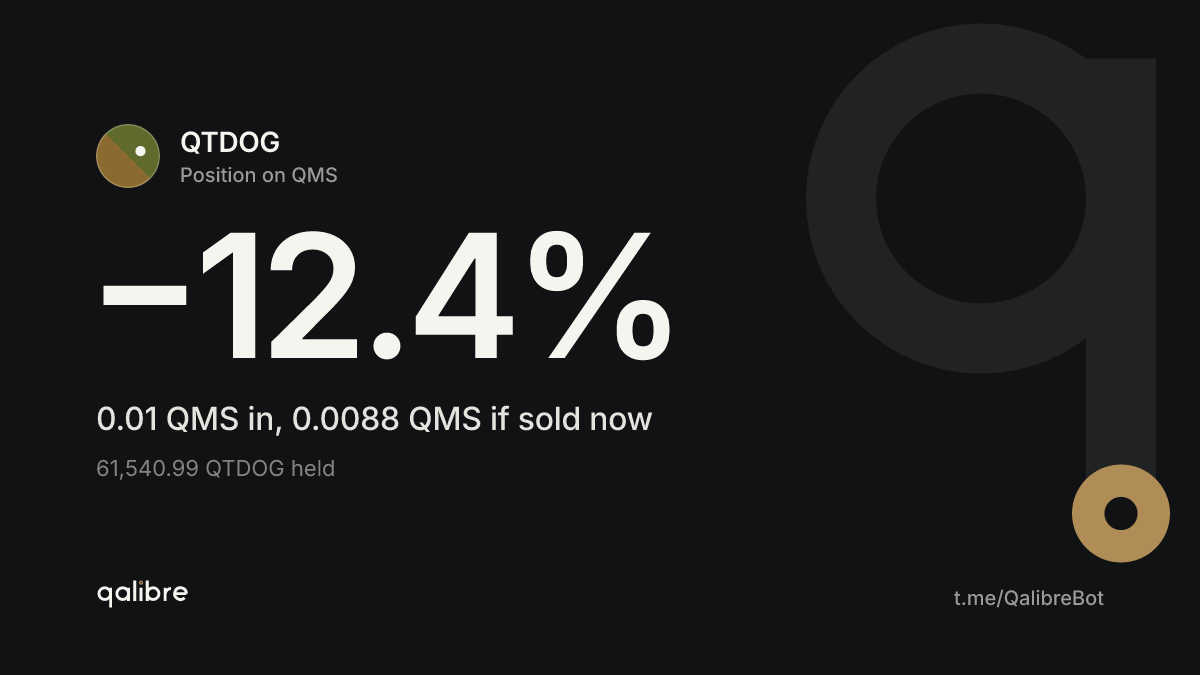 QTDOG
Position on QMS
−12.4%
0.01 QMS in, 0.0088 QMS if sold now
61,540.99 QTDOG held
qalibre
t.me/QalibreBot